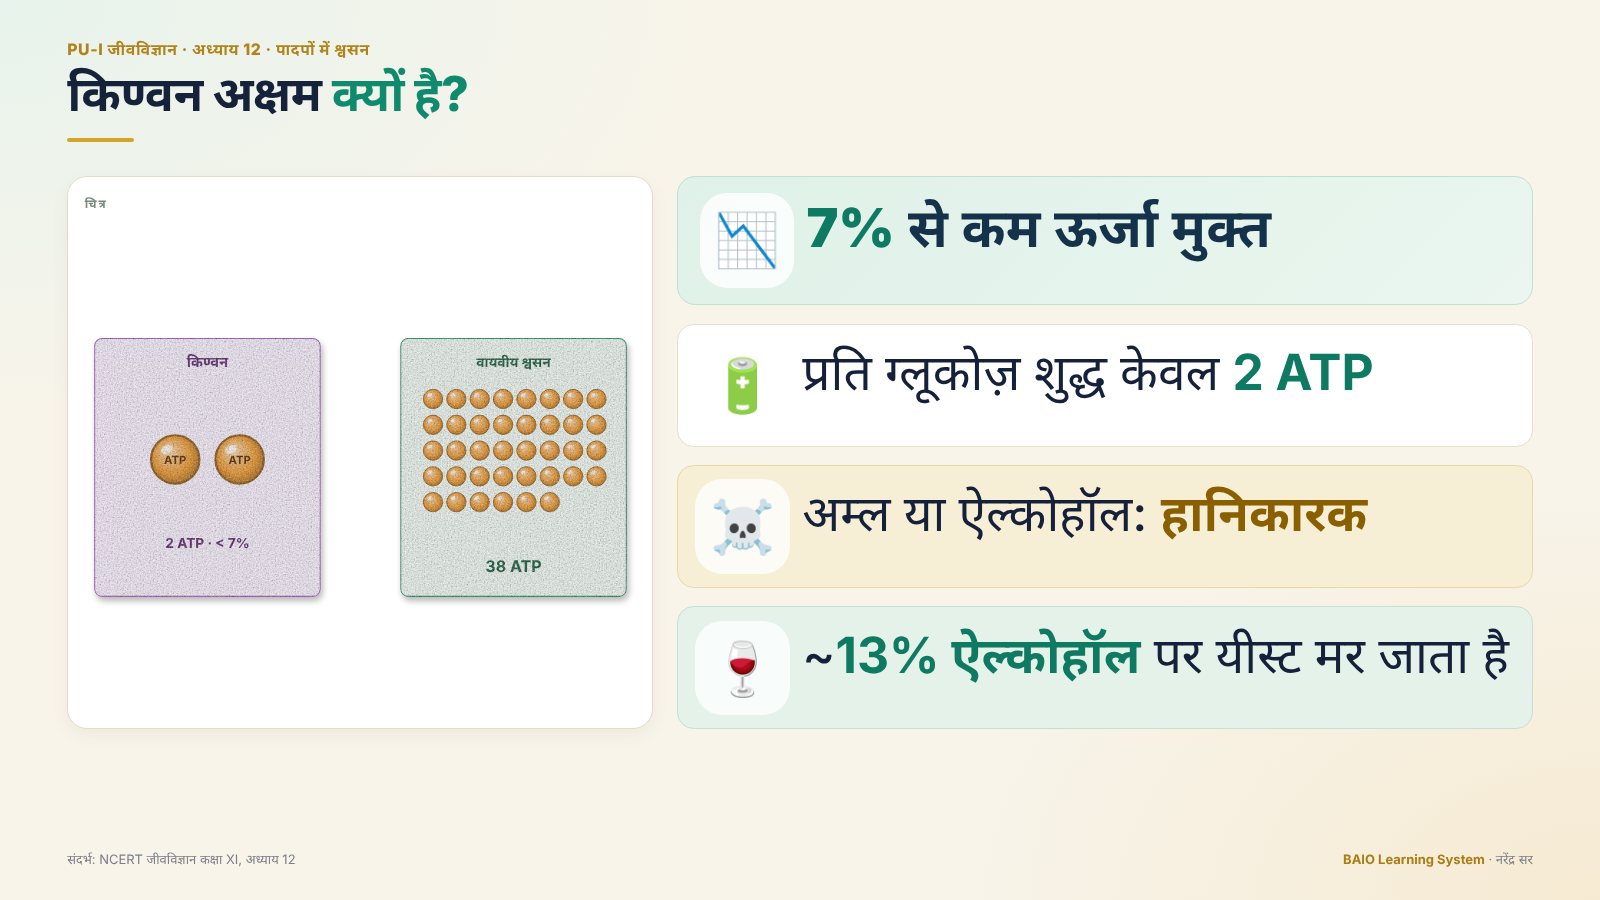 PU-I जीवविज्ञान · अध्याय 12 · पादपों में श्वसन
किण्वन अक्षम क्यों है?
चित्र
किण्वन
ATP ATP
2 ATP · < 7%
वायवीय श्वसन
38 ATP
7% से कम ऊर्जा मुक्त
प्रति ग्लूकोज़ शुद्ध केवल 2 ATP
अम्ल या ऐल्कोहॉल: हानिकारक
~13% ऐल्कोहॉल पर यीस्ट मर जाता है
संदर्भ: NCERT जीवविज्ञान कक्षा XI, अध्याय 12
BAIO Learning System · नरेंद्र सर